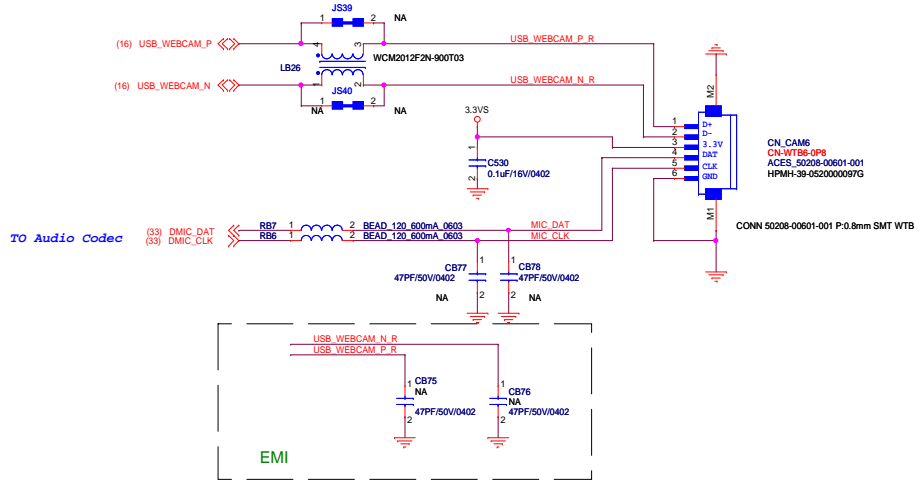 JS39
1 2 NA
(16) USB_WEBCAM_P
4 3
USB_WEBCAM_P_R
WCM2012F2N-900T03
LB26
(16) USB_WEBCAM_N
1 2
USB_WEBCAM_N_R
JS40
1 2
NA NA
3.3VS
1
C530
0.1uF/16V/0402
2
M2
1 D+
2 D-
3 3.3V
4 DAT
5 CLK
6 GND
M1
CN_CAM6
CN-WTB6-0P8
ACES_50208-00601-001
HPMH-39-0520000097G
CONN 50208-00601-001 P:0.8mm SMT WTB
TO Audio Codec
(33) DMIC_DAT
RB7 1 2 BEAD_120_600mA_0603
MIC_DAT
(33) DMIC_CLK
RB6 1 2 BEAD_120_600mA_0603
MIC_CLK
1
CB77
47PF/50V/0402
2
NA
1
CB78
47PF/50V/0402
2
NA
USB_WEBCAM_N_R
USB_WEBCAM_P_R
1
CB75
NA
47PF/50V/0402
2
1
CB76
NA
47PF/50V/0402
2
EMI